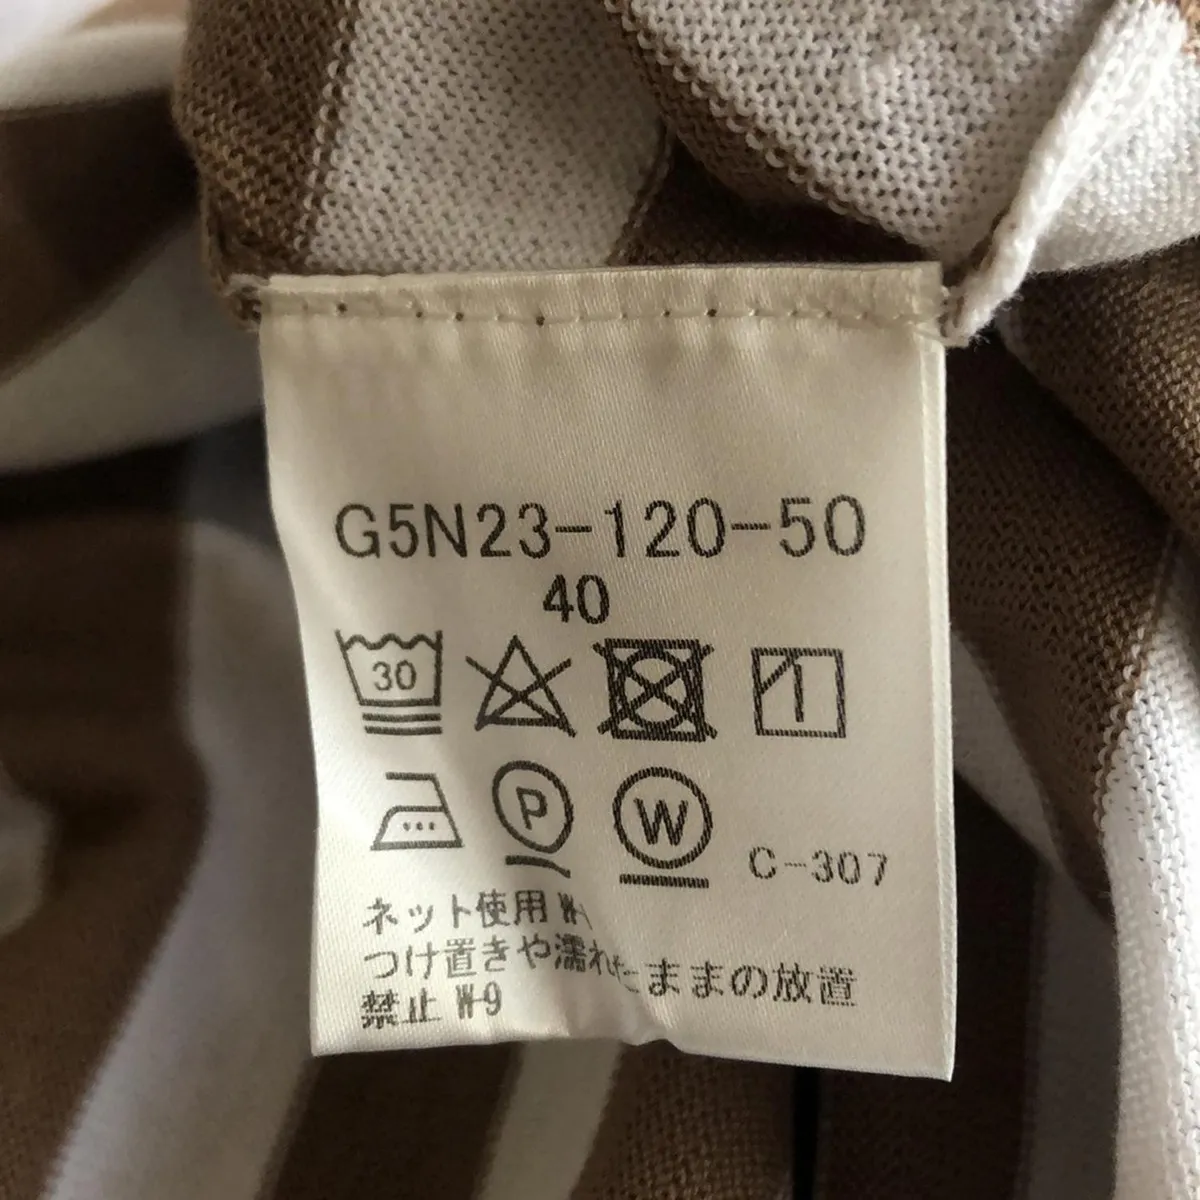 G5N23-120-50
40
30
P
W
C-307
ネット使用
つけ置きや濡れたままの放置
禁止 W-9